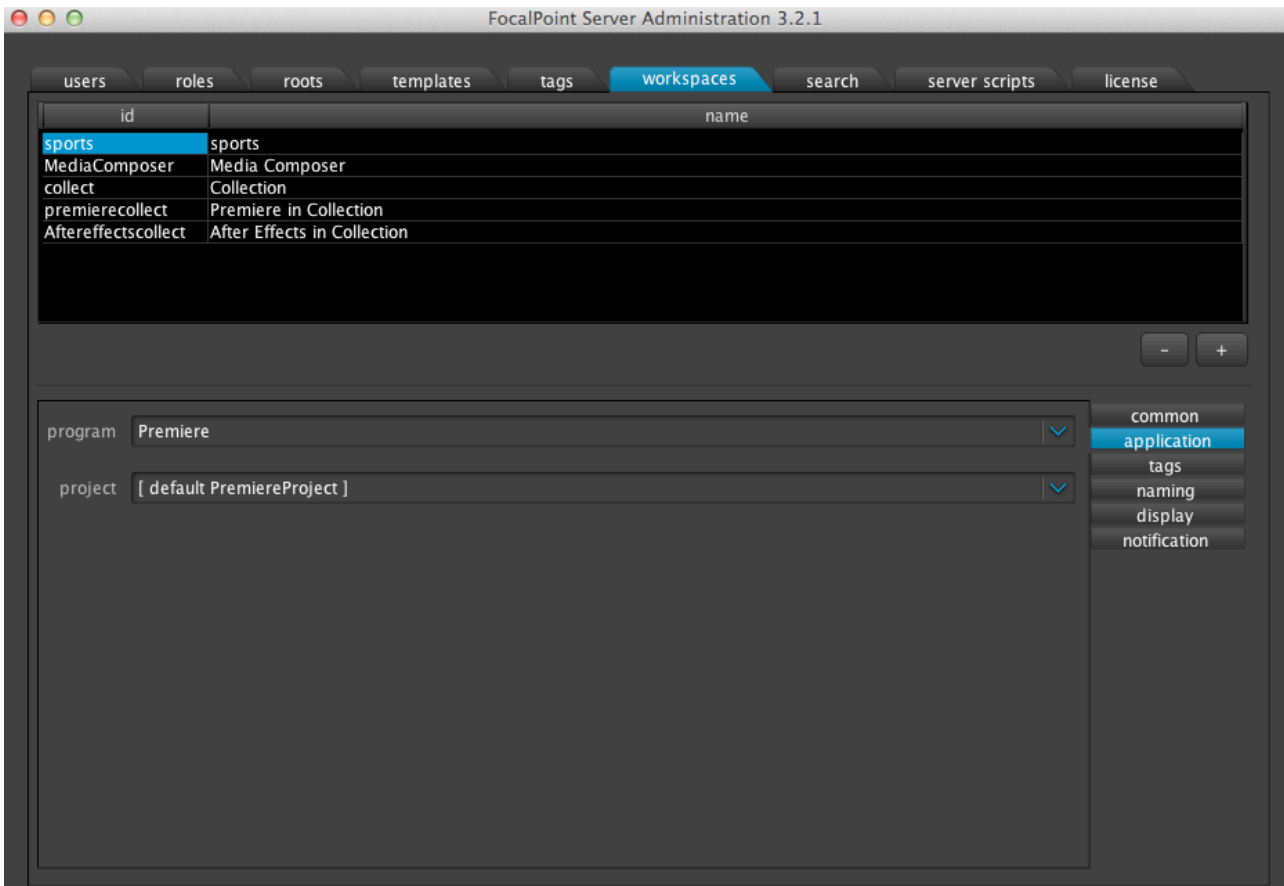 FocalPoint Server Administration 3.2.1
users roles roots templates tags workspaces search server scripts license
id name
sports sports
MediaComposer Media Composer
collect Collection
premierecollect Premiere in Collection
Aftereffectscollect After Effects in Collection
- +
common
program Premiere
application
tags
project [ default PremiereProject ]
naming
display
notification